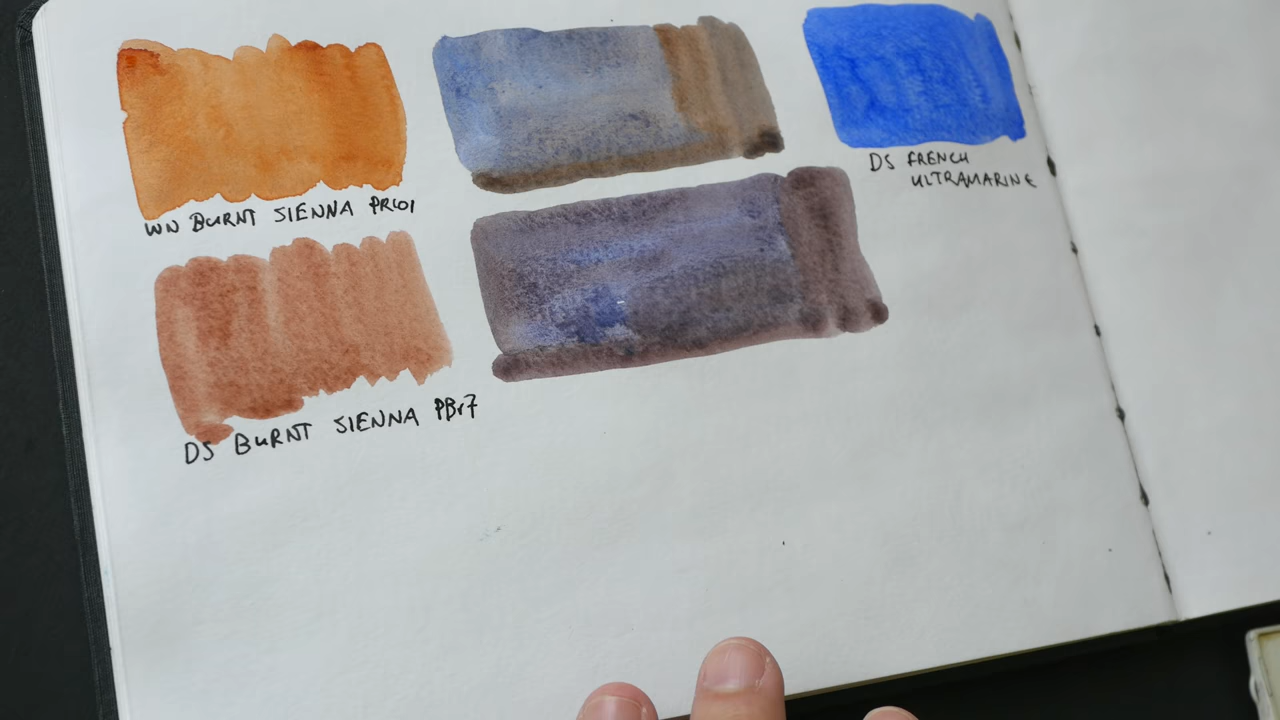 WN BURNT SIENNA PR101
DS FRENCH
ULTRAMARINE
DS BURNT SIENNA PBr7